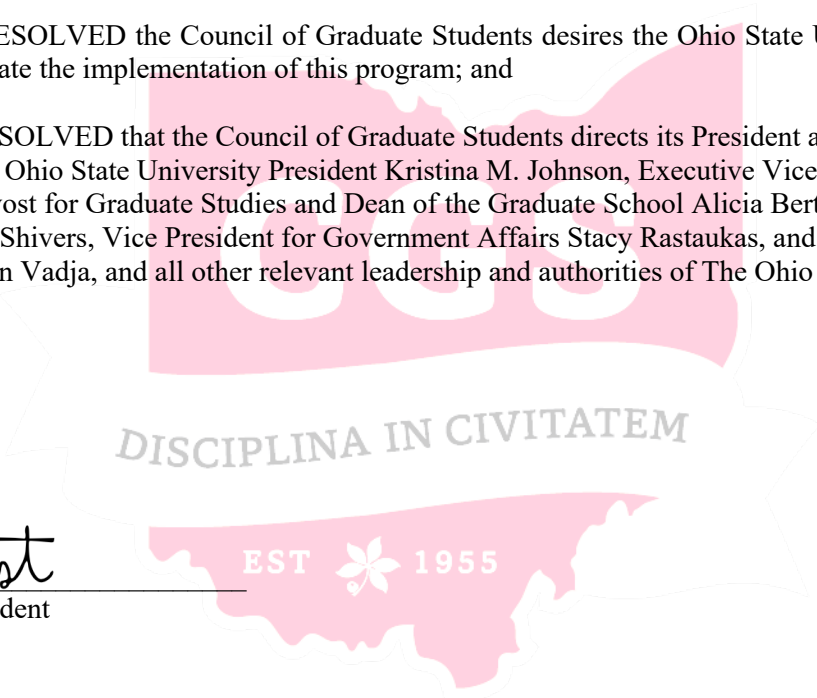 ESOLVED the Council of Graduate Students desires the Ohio State U
ate the implementation of this program; and
SOLVED that the Council of Graduate Students directs its President a
Ohio State University President Kristina M. Johnson, Executive Vice
vost for Graduate Studies and Dean of the Graduate School Alicia Bert
Shivers, Vice President for Government Affairs Stacy Rastaukas, and
n Vadja, and all other relevant leadership and authorities of The Ohio
CGS
DISCIPLINA IN CIVITATEM
EST 1955
st
dent